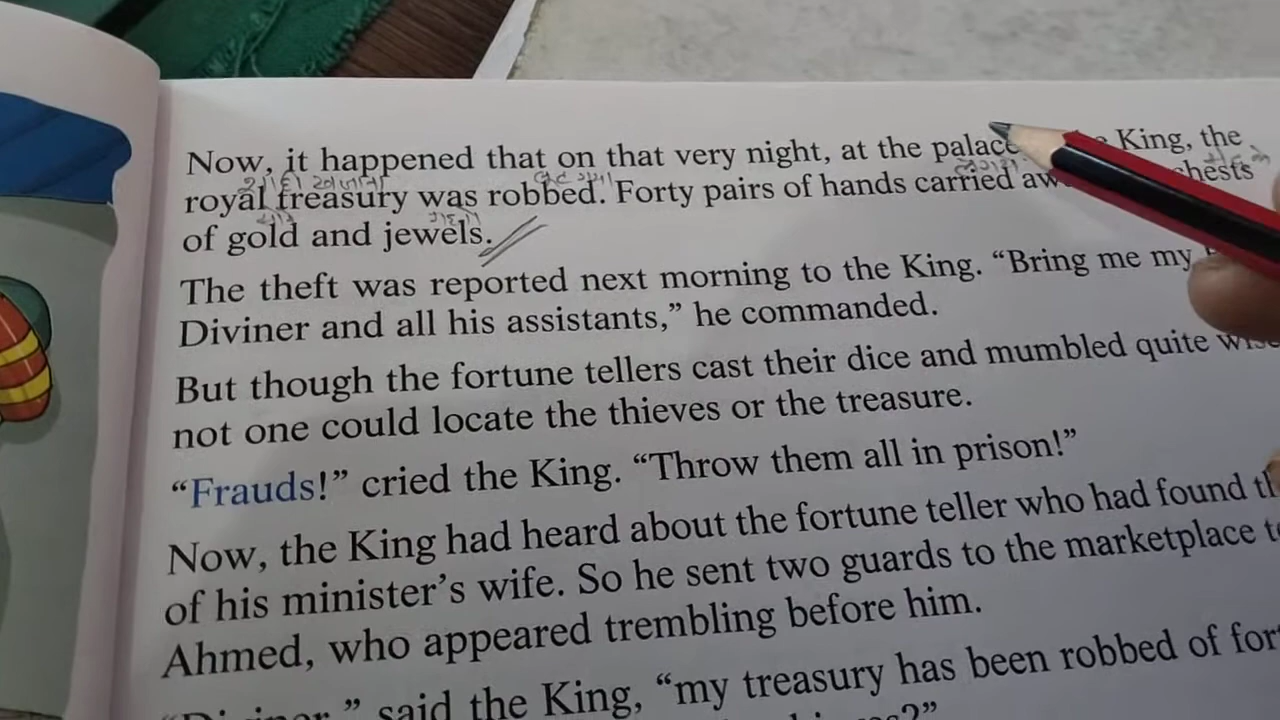 Now, it happened that on that very night, at the palace King, the
शाही खजाना लूट गया
royal treasury was robbed. Forty pairs of hands carried chests
of gold and jewels.
The theft was reported next morning to the King. “Bring me my
Diviner and all his assistants,” he commanded.
But though the fortune tellers cast their dice and mumbled quite
not one could locate the thieves or the treasure.
“Frauds!” cried the King. “Throw them all in prison!”
Now, the King had heard about the fortune teller who had found
of his minister’s wife. So he sent two guards to the marketplace
Ahmed, who appeared trembling before him.
“Diviner,” said the King, “my treasury has been robbed of